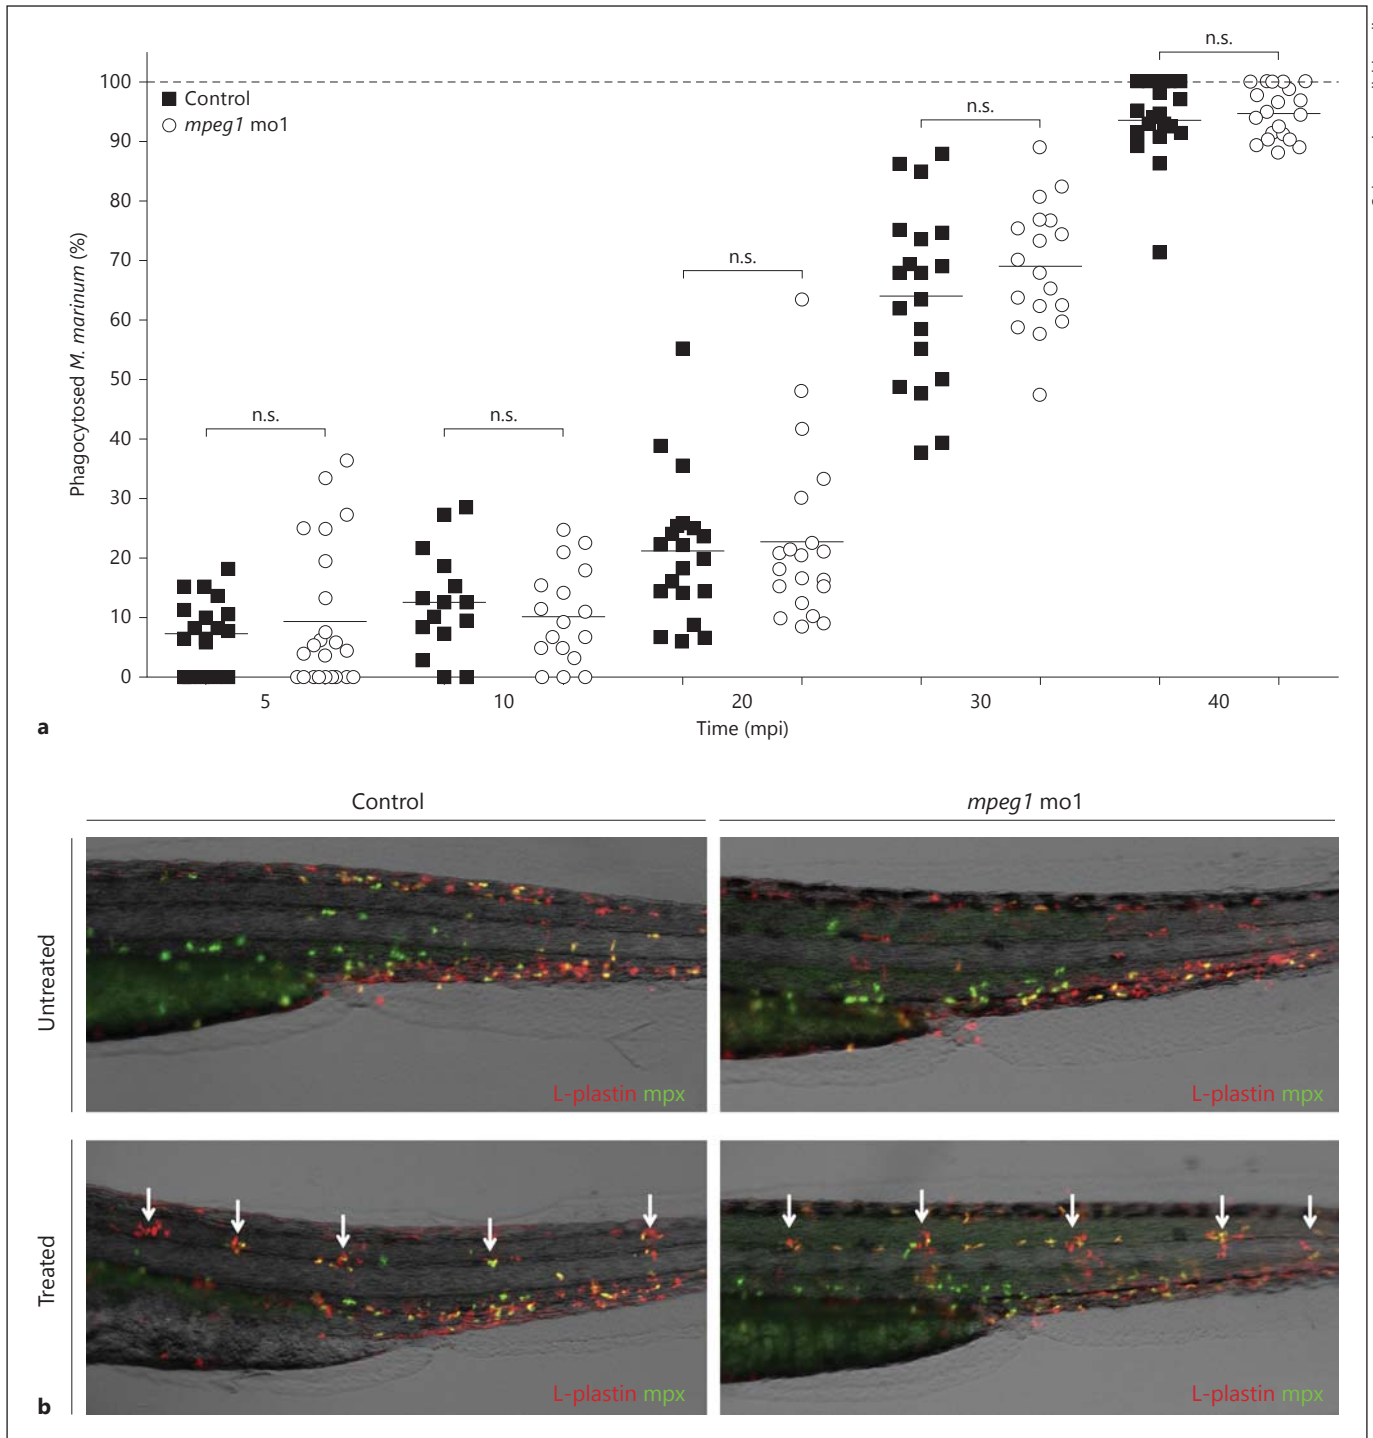 n.s.
n.s.
n.s.
n.s.
n.s.
100
90
80
70
60
50
40
30
20
10
0
Control
mpeg1 mo1
Phagocytosed M. marinum (%)
5 10 20 30 40
Time (mpi)
a
Control mpeg1 mo1
Untreated
L-plastin mpx L-plastin mpx
Treated
L-plastin mpx L-plastin mpx
b